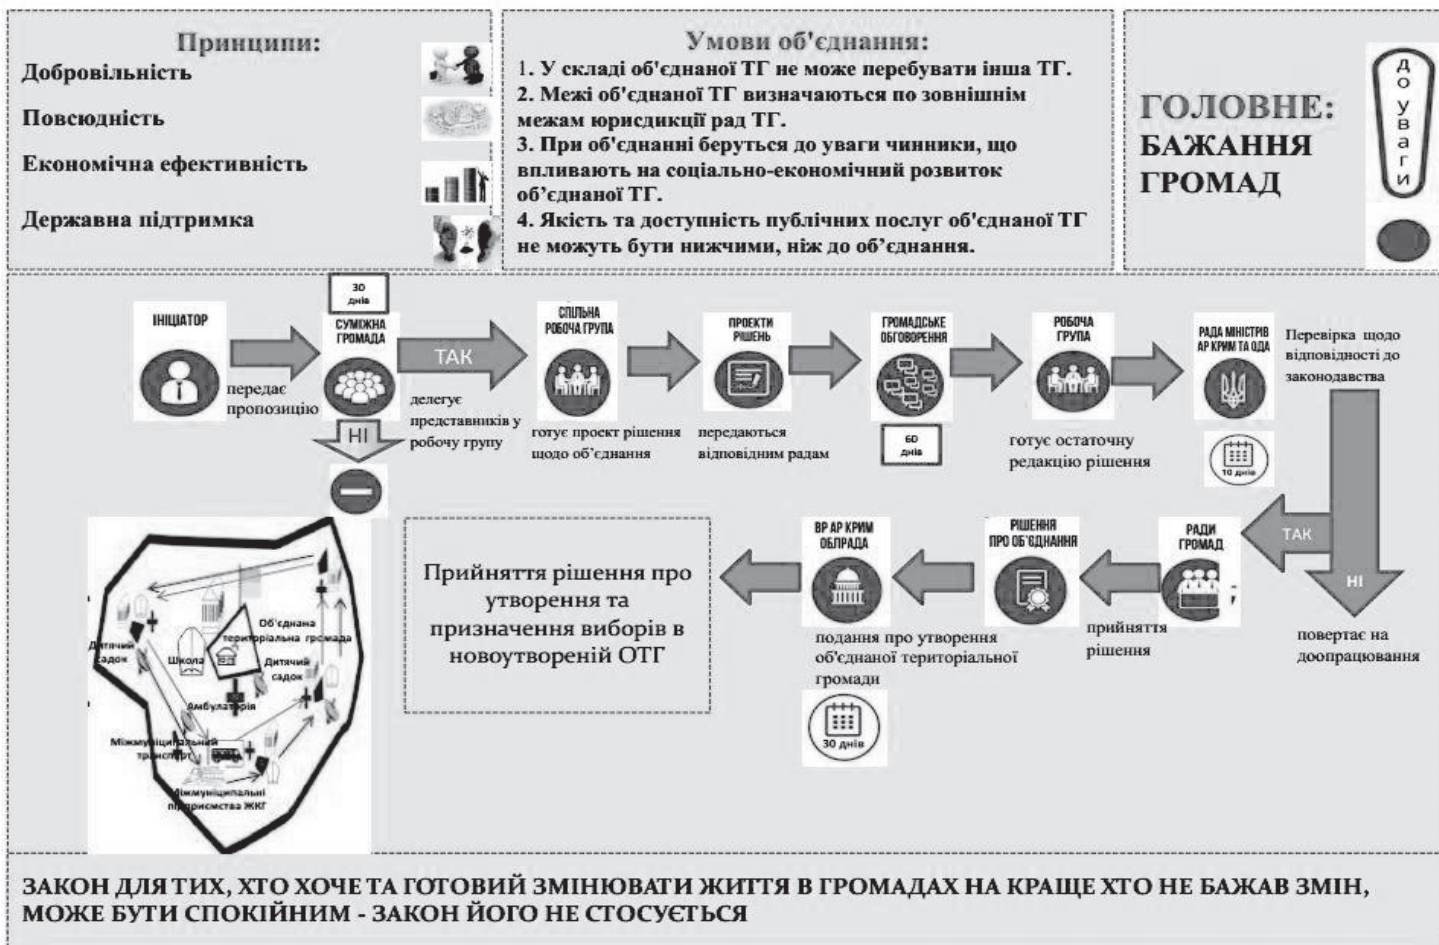 Принципи:
Добровільність
Повсюдність
Економічна ефективність
Державна підтримка
Умови об'єднання:
1. У складі об'єднаної ТГ не може перебувати інша ТГ.
2. Межі об'єднаної ТГ визначаються по зовнішнім
межам юрисдикції рад ТГ.
3. При об'єднанні беруться до уваги чинники, що
впливають на соціально-економічний розвиток
об’єднаної ТГ.
4. Якість та доступність публічних послуг об'єднаної ТГ
не можуть бути нижчими, ніж до об’єднання.
ГОЛОВНЕ:
БАЖАННЯ
ГРОМАД
до уваги
ІНІЦІАТОР
передає
пропозицію
30
днів
СУМІЖНА
ГРОМАДА
НІ
ТАК
делегує
представників у
робочу групу
СПІЛЬНА
РОБОЧА ГРУПА
готує проект рішення
щодо об’єднання
ПРОЕКТИ
РІШЕНЬ
передаються
відповідним радам
ГРОМАДСЬКЕ
ОБГОВОРЕННЯ
60
днів
РОБОЧА
ГРУПА
готує остаточну
редакцію рішення
РАДА МІНІСТРІВ
АР КРИМ ТА ОДА
10 днів
Перевірка щодо
відповідності до
законодавства
ТАК
НІ
повертає на
доопрацювання
РАДИ
ГРОМАД
прийняття
рішення
РІШЕННЯ
ПРО ОБ'ЄДНАННЯ
ВР АР КРИМ
ОБЛРАДА
подання про утворення
об'єднаної територіальної
громади
30 днів
Прийняття рішення про
утворення та
призначення виборів в
новоутвореній ОТГ
Об'єднана
територіальна громада
Дитячий
садок
Школа
Дитячий
садок
Амбулаторія
Міжмуніципальний
транспорт
Міжмуніципальні
підприємства ЖКГ
ЗАКОН ДЛЯ ТИХ, ХТО ХОЧЕ ТА ГОТОВИЙ ЗМІНЮВАТИ ЖИТТЯ В ГРОМАДАХ НА КРАЩЕ ХТО НЕ БАЖАВ ЗМІН,
МОЖЕ БУТИ СПОКІЙНИМ - ЗАКОН ЙОГО НЕ СТОСУЄТЬСЯ